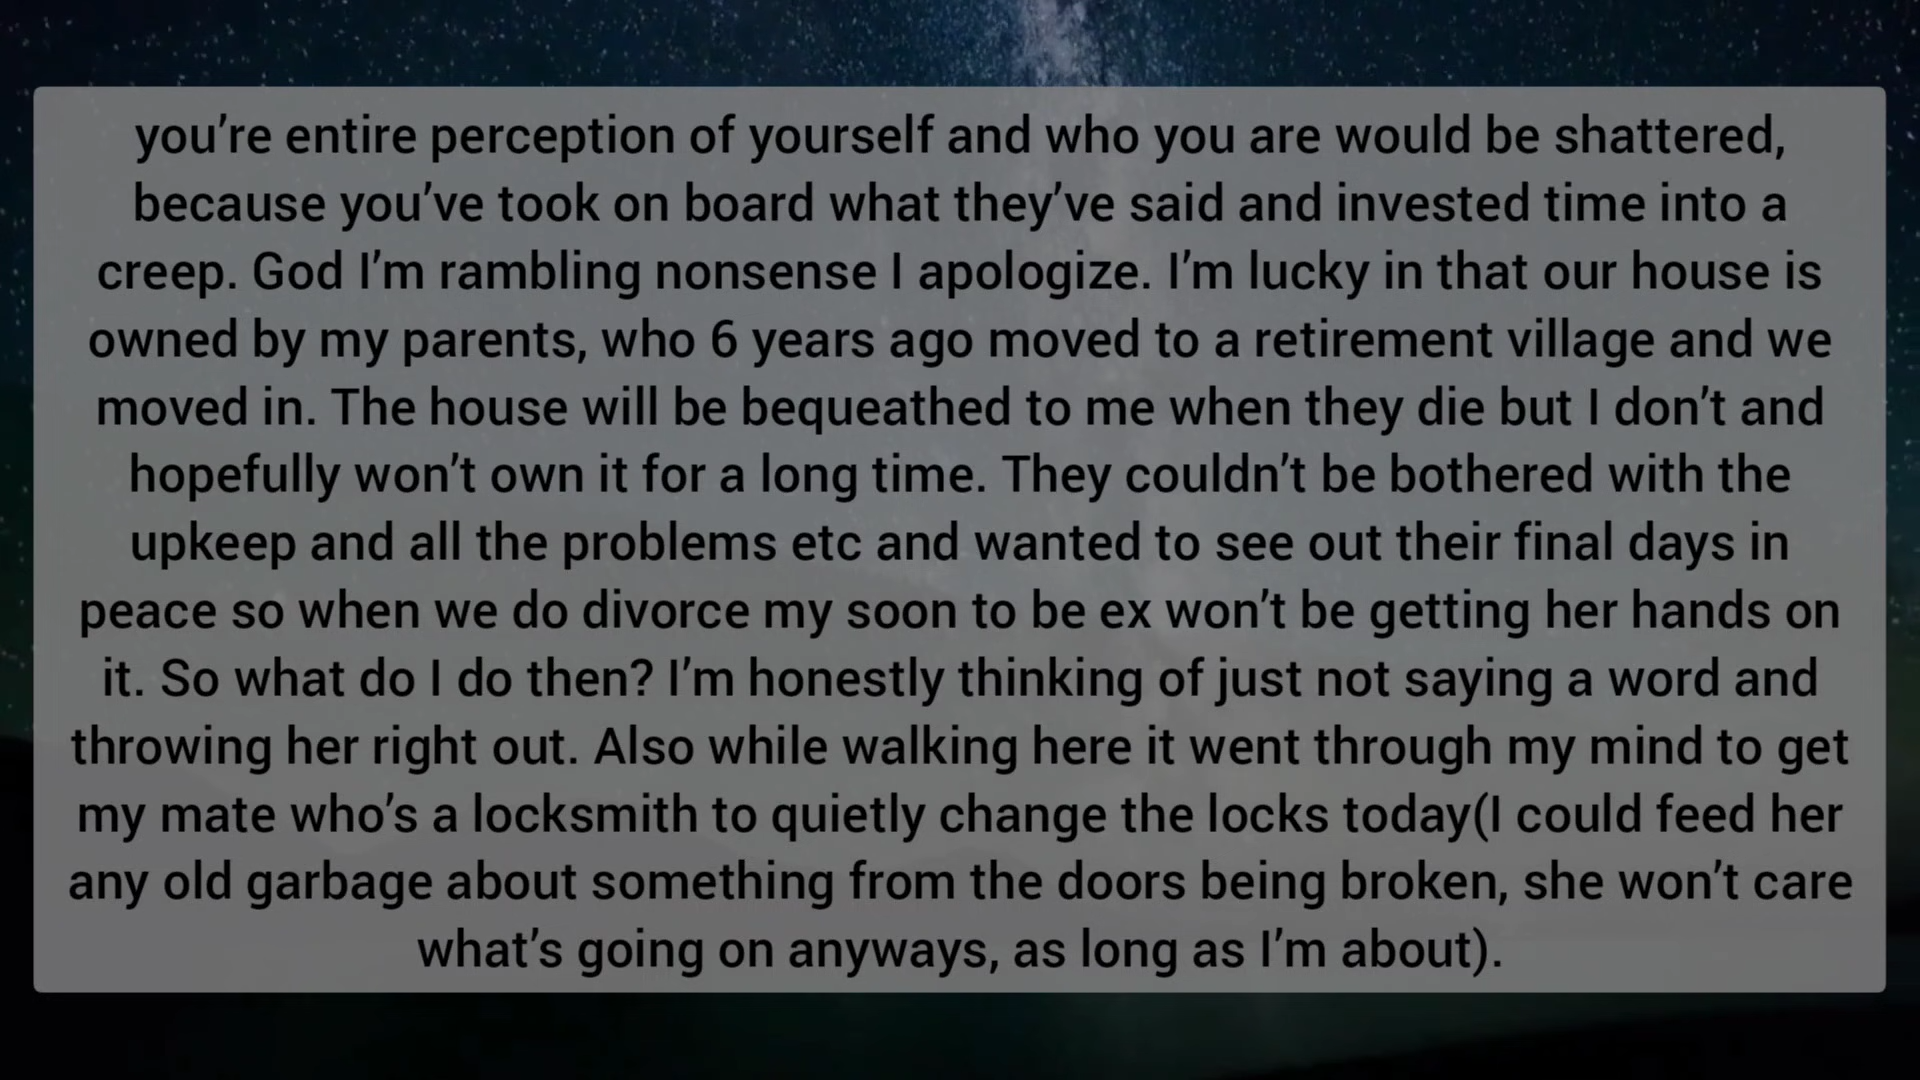 you’re entire perception of yourself and who you are would be shattered,
because you’ve took on board what they’ve said and invested time into a
creep. God I’m rambling nonsense I apologize. I’m lucky in that our house is
owned by my parents, who 6 years ago moved to a retirement village and we
moved in. The house will be bequeathed to me when they die but I don’t and
hopefully won’t own it for a long time. They couldn’t be bothered with the
upkeep and all the problems etc and wanted to see out their final days in
peace so when we do divorce my soon to be ex won’t be getting her hands on
it. So what do I do then? I’m honestly thinking of just not saying a word and
throwing her right out. Also while walking here it went through my mind to get
my mate who’s a locksmith to quietly change the locks today(I could feed her
any old garbage about something from the doors being broken, she won’t care
what’s going on anyways, as long as I’m about).